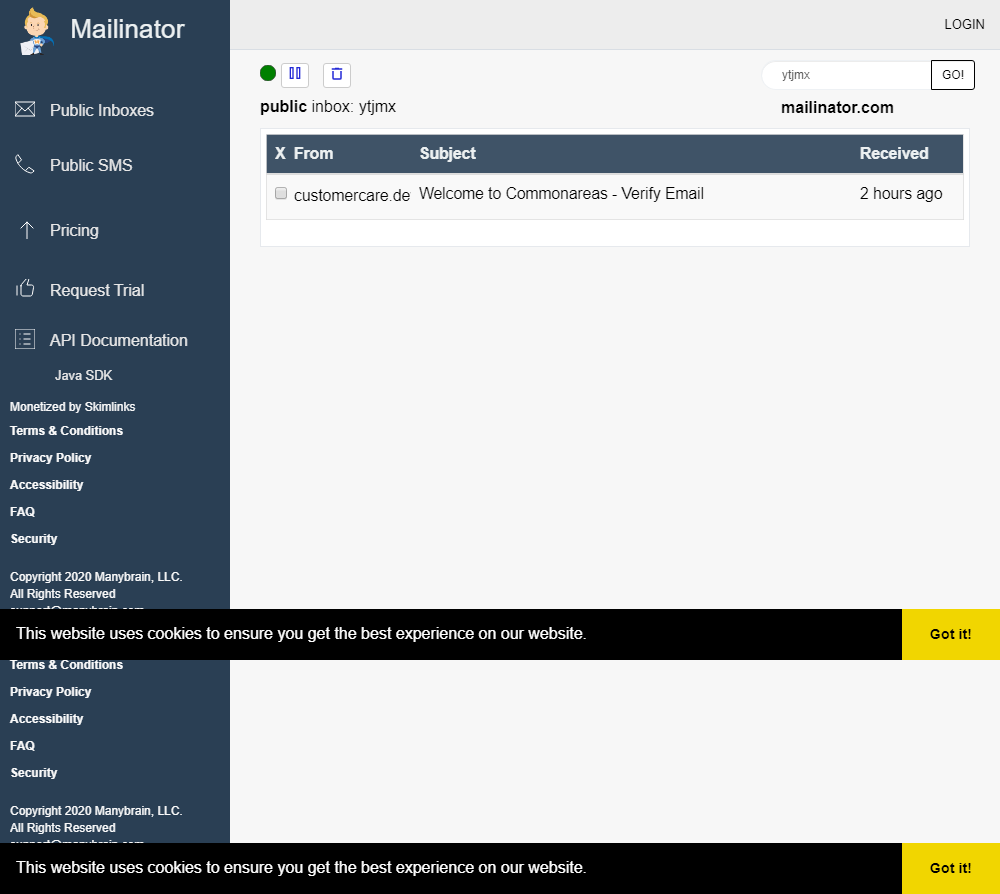 Mailinator
LOGIN
Public Inboxes
Public SMS
Pricing
Request Trial
API Documentation
Java SDK
Monetized by Skimlinks
Terms & Conditions
Privacy Policy
Accessibility
FAQ
Security
Copyright 2020 Manybrain, LLC.
All Rights Reserved
ytjmx GO!
public inbox: ytjmx mailinator.com
X From Subject Received
customercare.de Welcome to Commonareas - Verify Email 2 hours ago
This website uses cookies to ensure you get the best experience on our website. Got it!
Terms & Conditions
Privacy Policy
Accessibility
FAQ
Security
Copyright 2020 Manybrain, LLC.
All Rights Reserved
This website uses cookies to ensure you get the best experience on our website. Got it!